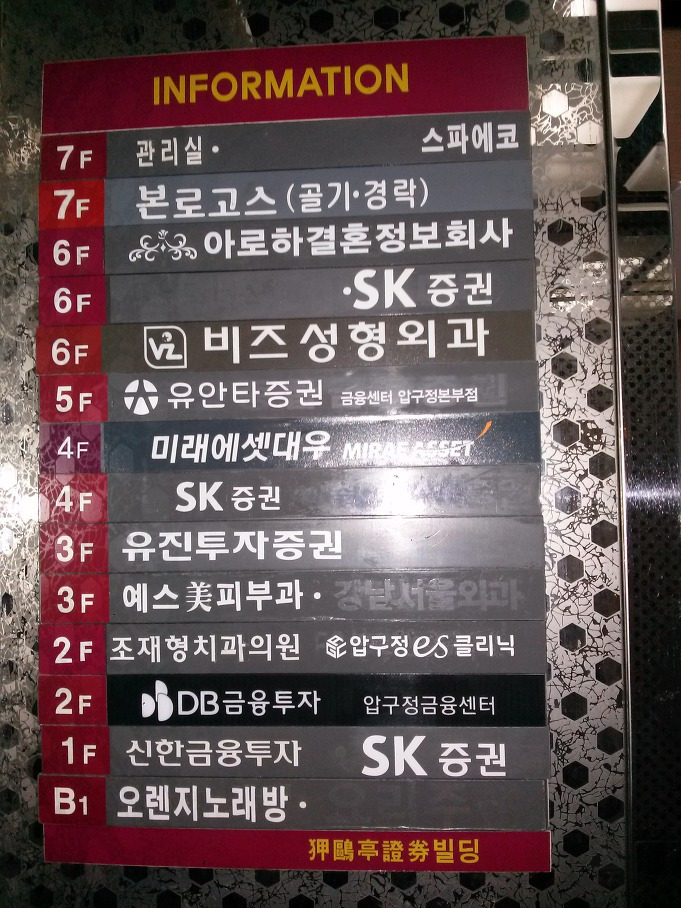 INFORMATION
7F 관리실· 스파에코
7F 본로고스(골기·경락)
6F 아로하결혼정보회사
6F ·SK 증권
6F 비즈성형외과
5F 유안타증권 금융센터 압구정본부점
4F 미래에셋대우 MIRAE ASSET
4F SK 증권
3F 유진투자증권
3F 예스美피부과· 강남서울외과
2F 조재형치과의원 압구정es클리닉
2F DB금융투자 압구정금융센터
1F 신한금융투자 SK 증권
B1 오렌지노래방·
狎鷗亭證券빌딩